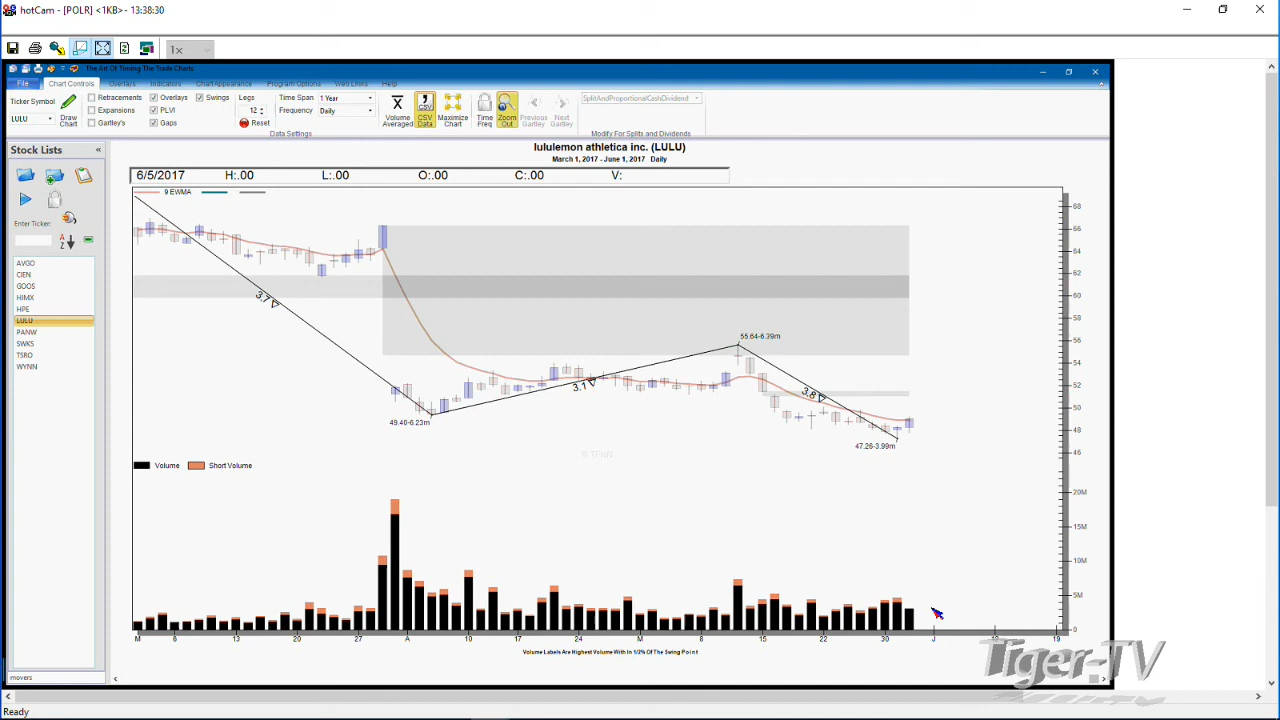 hotCam - [POLR] <1KB> - 13:38:30
1x
The Art Of Timing The Trade Charts
File Chart Controls Overlays Indicators Chart Appearance Program Options Web Links Help
Ticker Symbol
LULU
Draw Chart
Retracements
Expansions
Gartley's
Overlays
PLVI
Gaps
Swings
Legs
12
Reset
Time Span 1 Year
Frequency Daily
Data Settings
Volume Averaged
CSV Data
Maximize Chart
Time Freq
Zoom Out
Previous Gartley
Next Gartley
SplitAndProportionalCashDividend
Modify For Splits and Dividends
Stock Lists «
Enter Ticker:
AVGO
CIEN
GOOS
HIMX
HPE
LULU
PANW
SWKS
TSRO
WYNN
movers
lululemon athletica inc. (LULU)
March 1, 2017 - June 1, 2017 Daily
6/5/2017 H:.00 L:.00 O:.00 C:.00 V:
9 EWMA
68
66
64
62
60
58
56
54
52
50
48
46
3.7
49.40-6.23m
3.1
55.64-6.39m
3.8
47.26-3.99m
Volume Short Volume
20M
15M
10M
5M
0
M 6 13 20 27 A 10 17 24 M 8 15 22 30 J 12 19
Volume Labels Are Highest Volume With In 1/2% Of The Swing Point
Tiger-TV
Ready